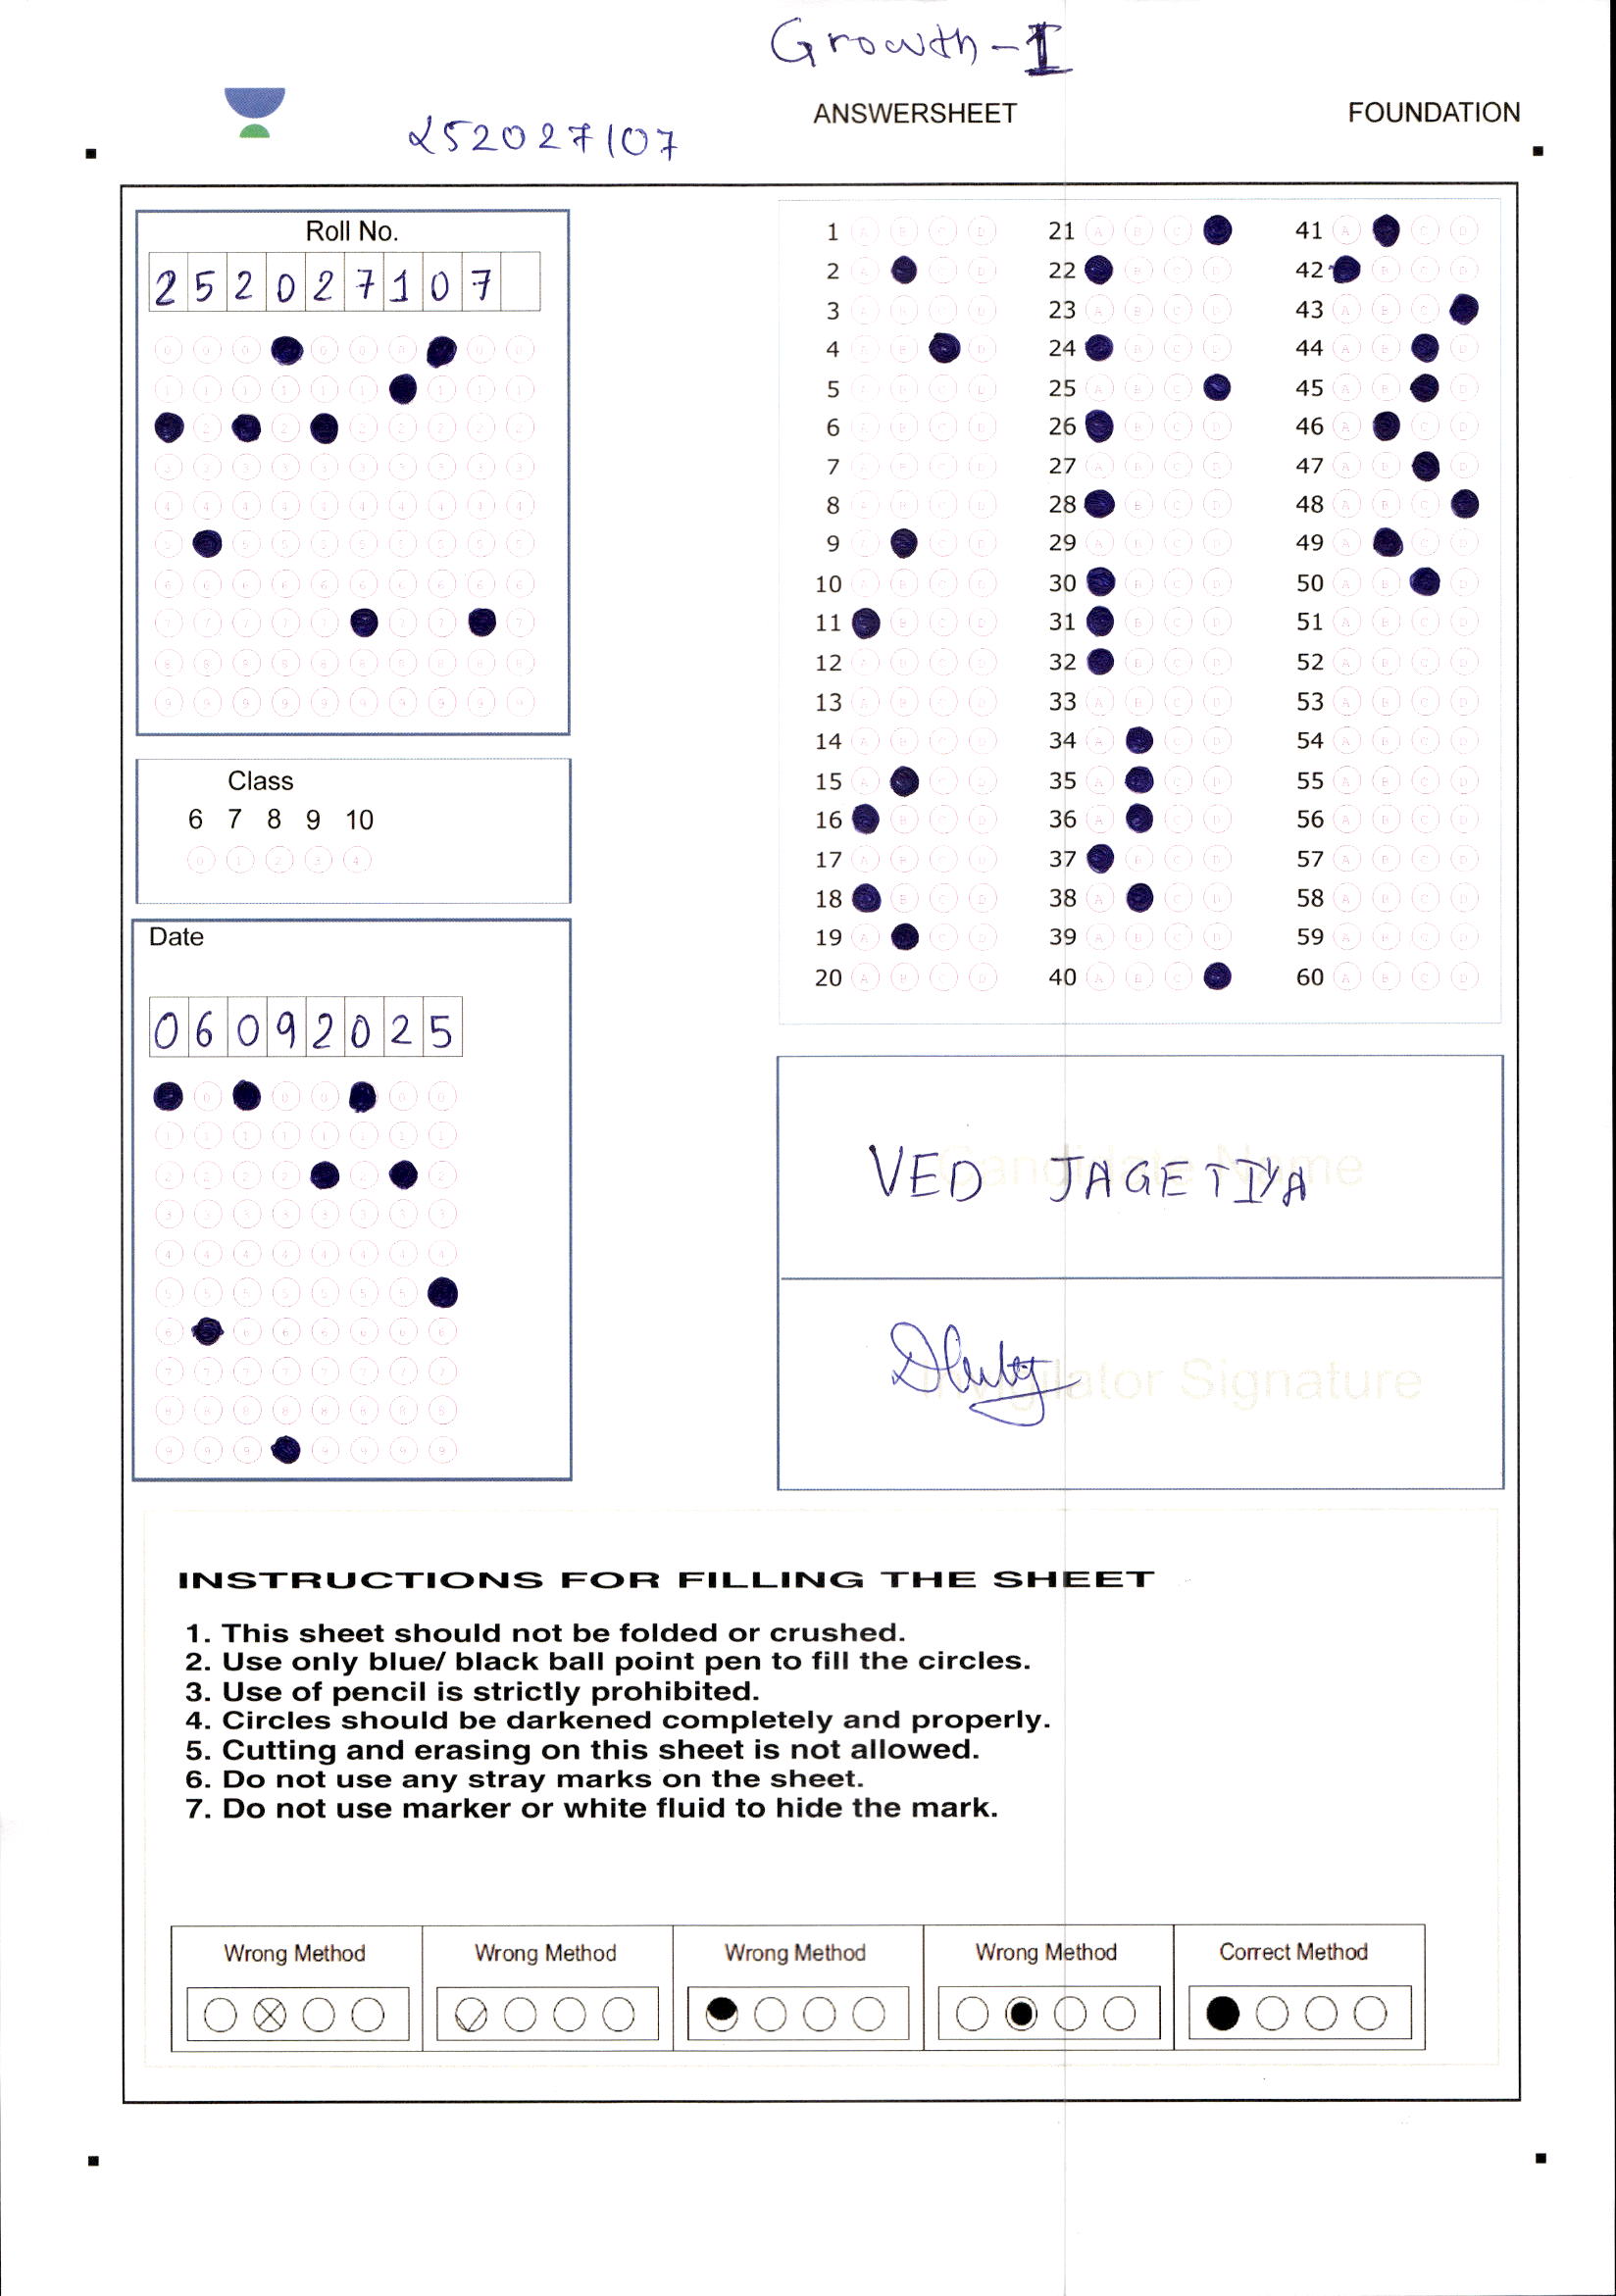 Growth - I
ANSWERSHEET
FOUNDATION
252027107
Roll No.
2 5 2 0 2 7 1 0 7
Class
6 7 8 9 10
Date
0 6 0 9 2 0 2 5
1 A B C D
2 A C D
3 A B C D
4 A B D
5 A B C D
6 A B C D
7 A B C D
8 A B C D
9 A C D
10 A B C D
11 B C D
12 A B C D
13 A B C D
14 A B C D
15 A C D
16 B C D
17 A B C D
18 B C D
19 A C D
20 A B C D
21 A B C
22 B C D
23 A B C D
24 B C D
25 A B C
26 B C D
27 A B C D
28 B C D
29 A B C D
30 B C D
31 B C D
32 B C D
33 A B C D
34 A C D
35 A C D
36 A C D
37 B C D
38 A C D
39 A B C D
40 A B C
41 A C D
42 B C D
43 A B C
44 A B D
45 A B D
46 A C D
47 A B D
48 A B C
49 A C D
50 A B D
51 A B C D
52 A B C D
53 A B C D
54 A B C D
55 A B C D
56 A B C D
57 A B C D
58 A B C D
59 A B C D
60 A B C D
Candidate Name
VED JAGETIYA
Invigilator Signature
INSTRUCTIONS FOR FILLING THE SHEET
1. This sheet should not be folded or crushed.
2. Use only blue/ black ball point pen to fill the circles.
3. Use of pencil is strictly prohibited.
4. Circles should be darkened completely and properly.
5. Cutting and erasing on this sheet is not allowed.
6. Do not use any stray marks on the sheet.
7. Do not use marker or white fluid to hide the mark.
Wrong Method
Wrong Method
Wrong Method
Wrong Method
Correct Method